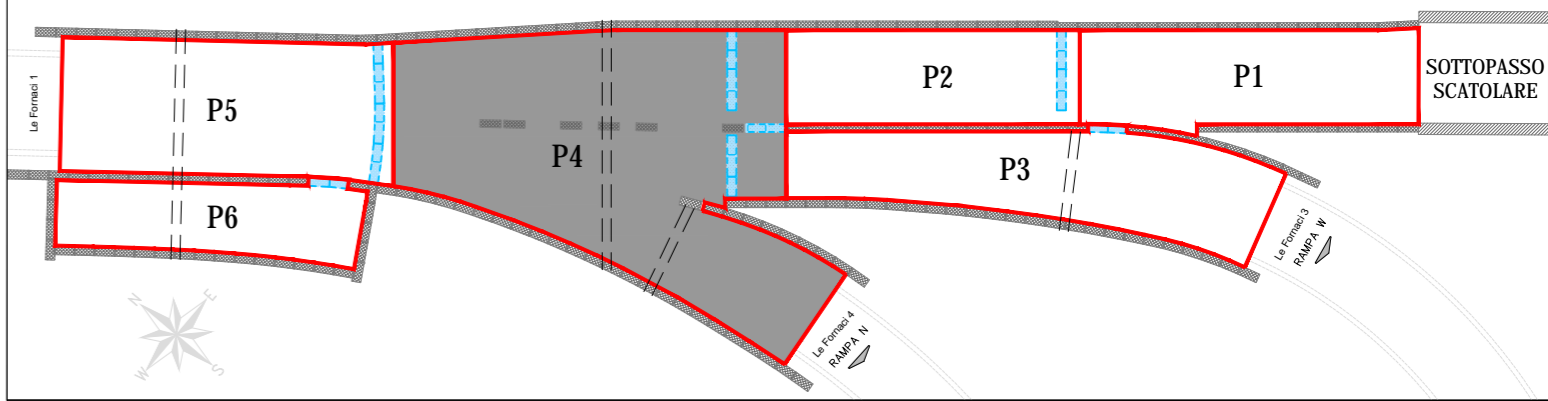 Le Fornaci 1
P5
P6
P4
P2
P1
P3
SOTTOPASSO
SCATOLARE
Le Fornaci 3
RAMPA W
Le Fornaci 4
RAMPA N
N
E
W
S